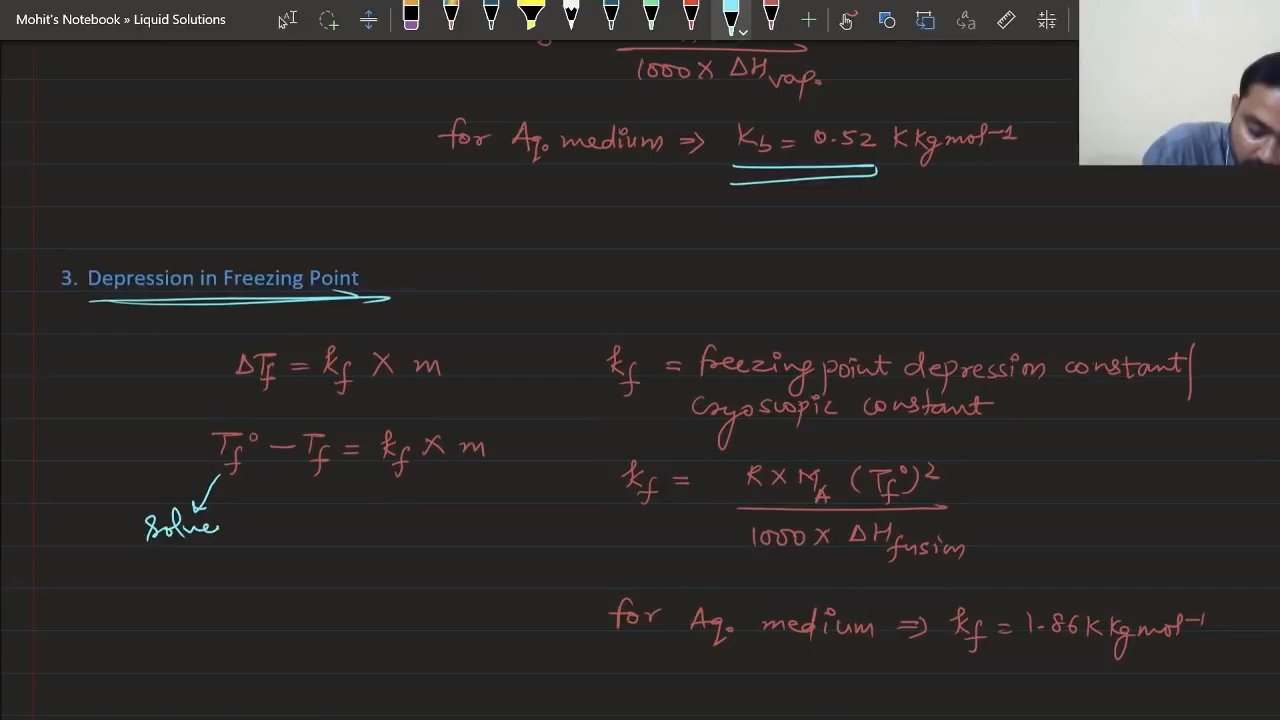 Mohit's Notebook » Liquid Solutions
1000 X ΔHvap.
for Aq. medium ⇒ Kb = 0.52 K Kg mol⁻¹
3. Depression in Freezing Point
ΔTf = kf X m
Tf° − Tf = kf X m
solve
kf = freezing point depression constant/
cryoscopic constant
kf = R X MA (Tf°)²
1000 X ΔHfusion
for Aq. medium ⇒ kf = 1.86 K Kg mol⁻¹